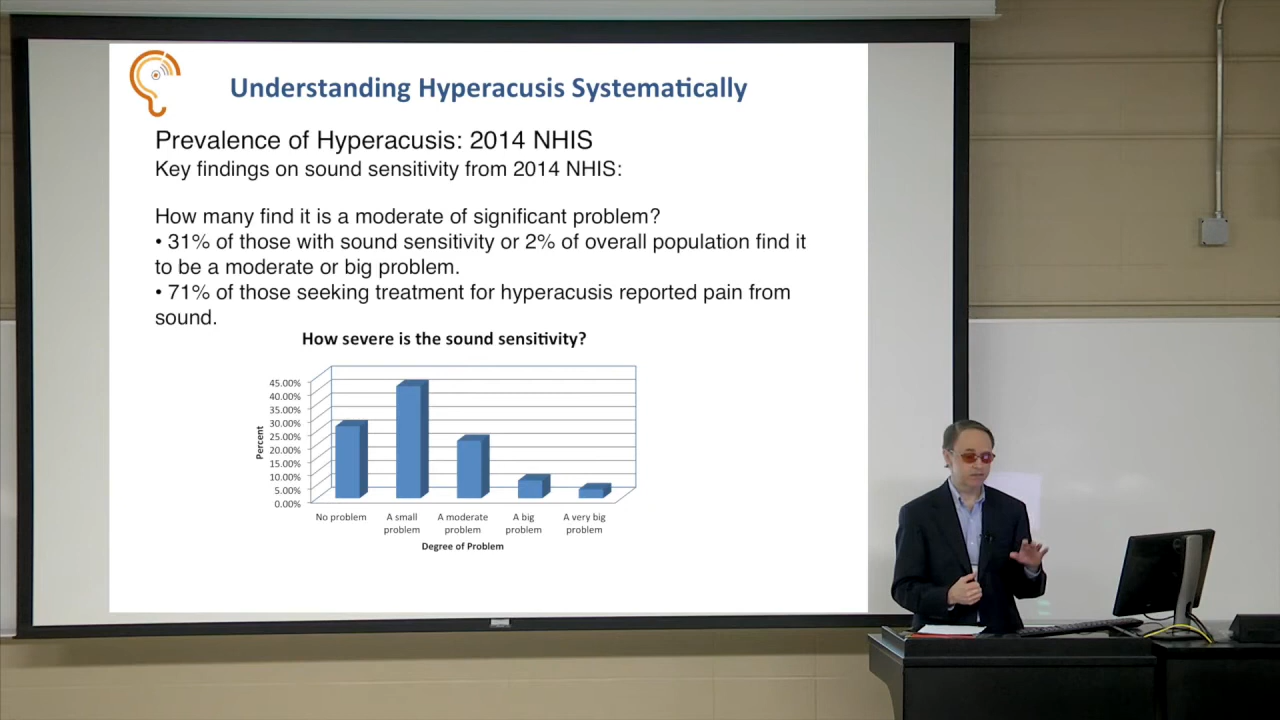 Understanding Hyperacusis Systematically
Prevalence of Hyperacusis: 2014 NHIS
Key findings on sound sensitivity from 2014 NHIS:
How many find it is a moderate of significant problem?
• 31% of those with sound sensitivity or 2% of overall population find it
to be a moderate or big problem.
• 71% of those seeking treatment for hyperacusis reported pain from
sound.
How severe is the sound sensitivity?
45.00%
40.00%
35.00%
30.00%
25.00%
20.00%
15.00%
10.00%
5.00%
0.00%
Percent
No problem
A small
problem
A moderate
problem
A big
problem
A very big
problem
Degree of Problem